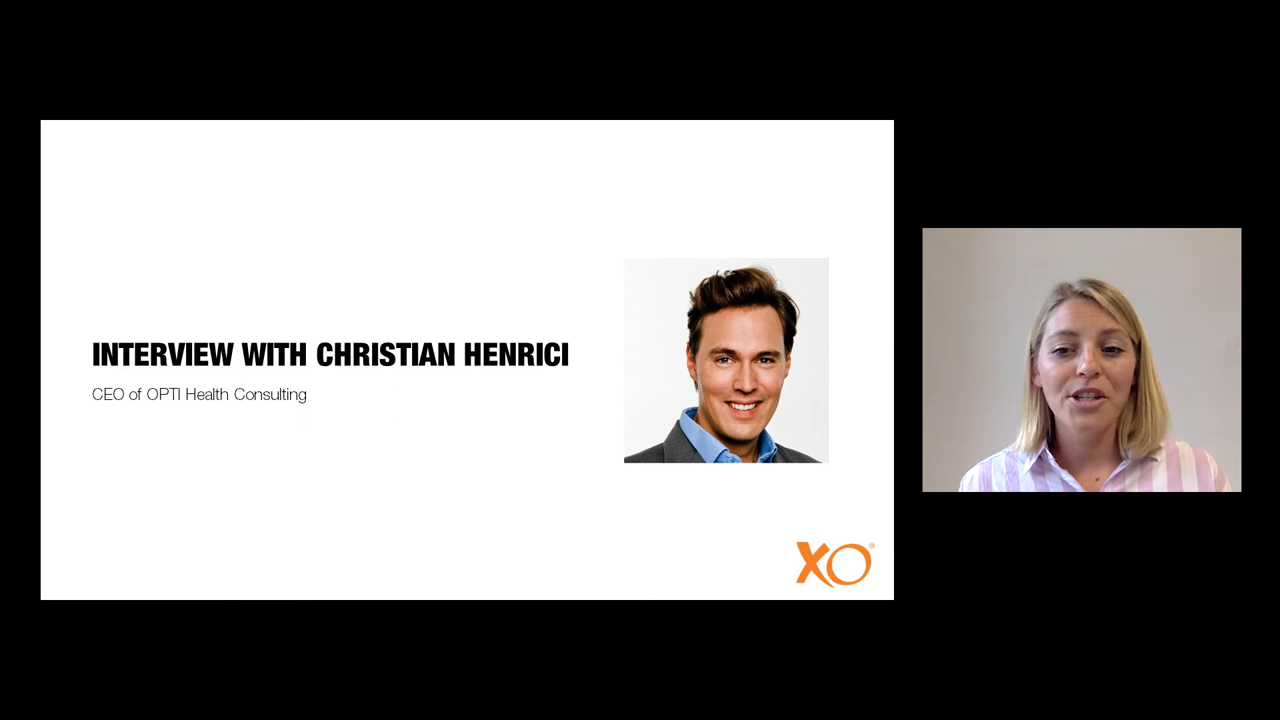 INTERVIEW WITH CHRISTIAN HENRICI
CEO of OPTI Health Consulting
XO®